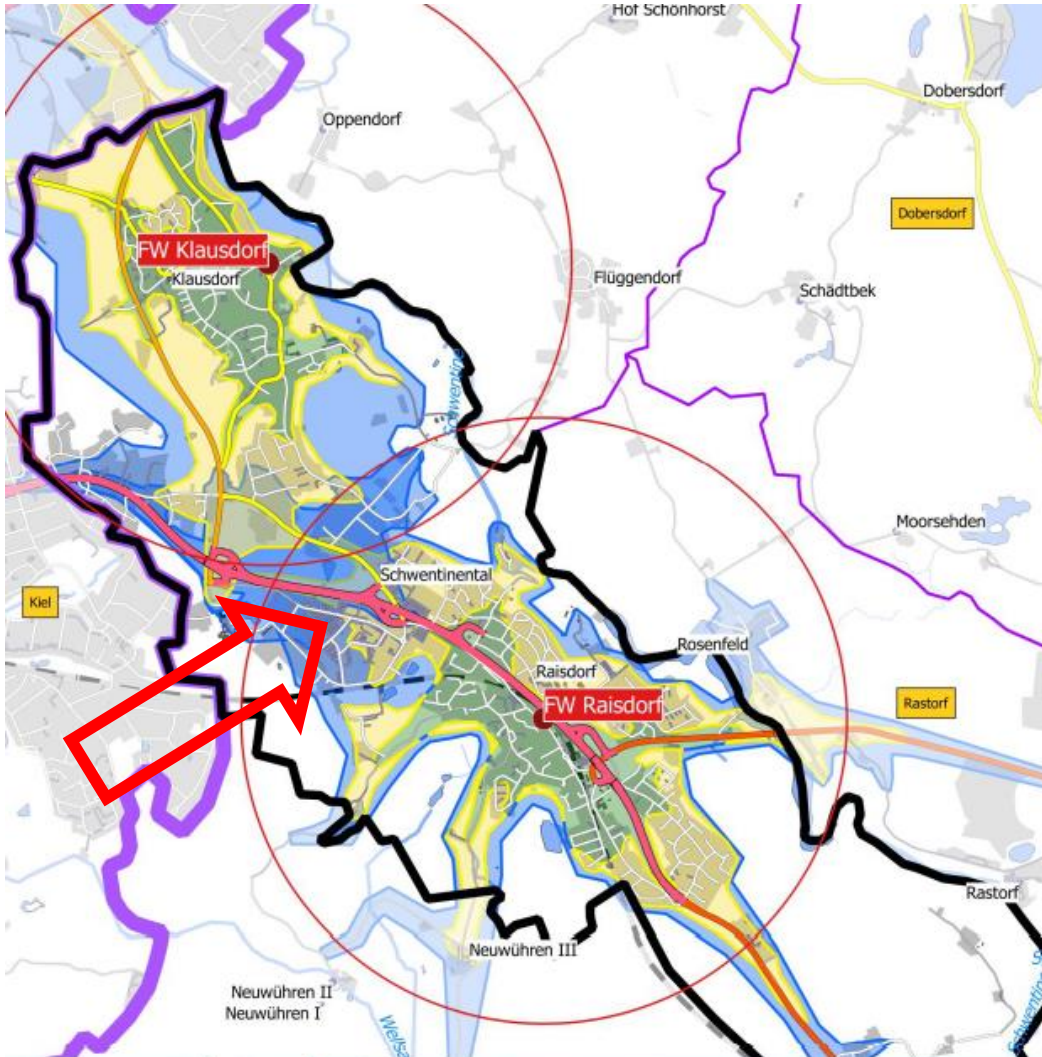 Hof Schönhorst
Dobersdorf
Oppendorf
Dobersdorf
FW Klausdorf
Klausdorf
Flüggendorf
Schädtbek
Schwentine
Moorsehden
Schwentinental
Kiel
Rosenfeld
Raisdorf
FW Raisdorf
Rastorf
Rastorf
Neuwühren III
Neuwühren II
Neuwühren I